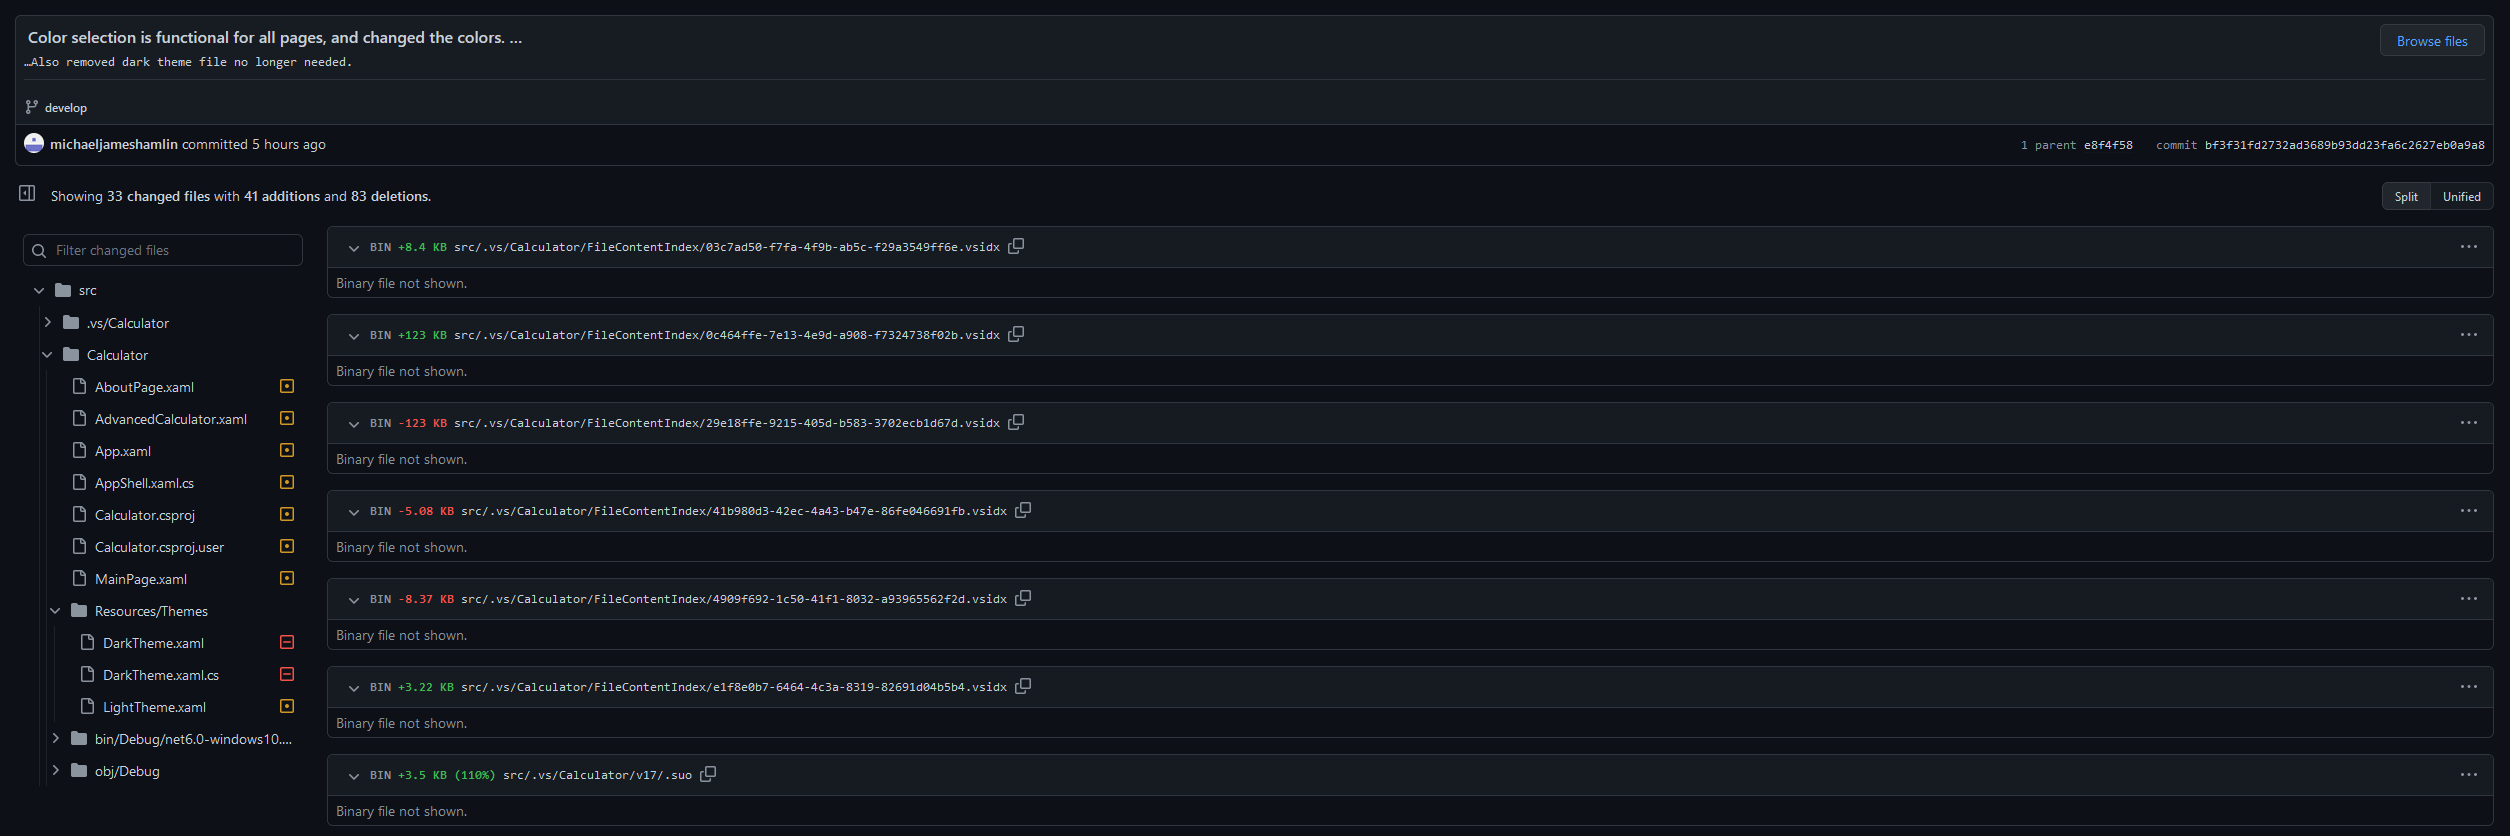 Color selection is functional for all pages, and changed the colors. ...
Browse files
…Also removed dark theme file no longer needed.
develop
michaeljameshamlin committed 5 hours ago
1 parent e8f4f58 commit bf3f31fd2732ad3689b93dd23fa6c2627eb0a9a8
Showing 33 changed files with 41 additions and 83 deletions.
Split Unified
Filter changed files
src
.vs/Calculator
Calculator
AboutPage.xaml
AdvancedCalculator.xaml
App.xaml
AppShell.xaml.cs
Calculator.csproj
Calculator.csproj.user
MainPage.xaml
Resources/Themes
DarkTheme.xaml
DarkTheme.xaml.cs
LightTheme.xaml
bin/Debug/net6.0-windows10....
obj/Debug
BIN +8.4 KB src/.vs/Calculator/FileContentIndex/03c7ad50-f7fa-4f9b-ab5c-f29a3549ff6e.vsidx
Binary file not shown.
BIN +123 KB src/.vs/Calculator/FileContentIndex/0c464ffe-7e13-4e9d-a908-f7324738f02b.vsidx
Binary file not shown.
BIN -123 KB src/.vs/Calculator/FileContentIndex/29e18ffe-9215-405d-b583-3702ecb1d67d.vsidx
Binary file not shown.
BIN -5.08 KB src/.vs/Calculator/FileContentIndex/41b980d3-42ec-4a43-b47e-86fe046691fb.vsidx
Binary file not shown.
BIN -8.37 KB src/.vs/Calculator/FileContentIndex/4909f692-1c50-41f1-8032-a93965562f2d.vsidx
Binary file not shown.
BIN +3.22 KB src/.vs/Calculator/FileContentIndex/e1f8e0b7-6464-4c3a-8319-82691d04b5b4.vsidx
Binary file not shown.
BIN +3.5 KB (110%) src/.vs/Calculator/v17/.suo
Binary file not shown.